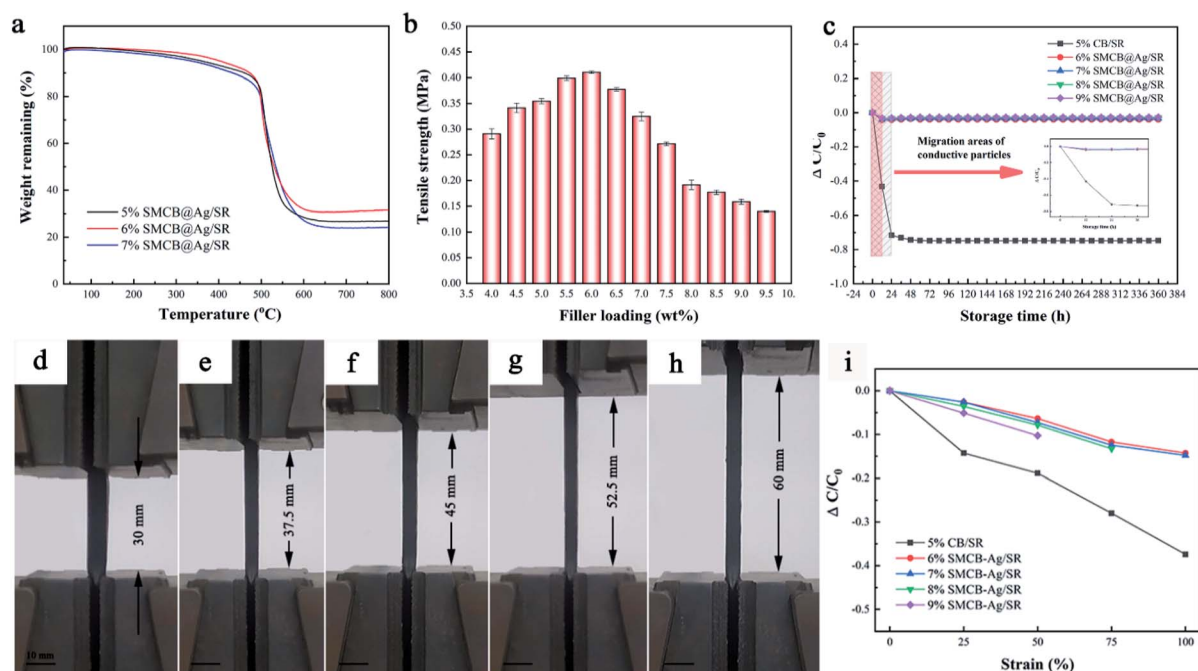 a
Weight remaining (%)
100
80
60
40
20
0
5% SMCB@Ag/SR
6% SMCB@Ag/SR
7% SMCB@Ag/SR
100 200 300 400 500 600 700 800
Temperature (°C)
b
Tensile strength (MPa)
0.50
0.45
0.40
0.35
0.30
0.25
0.20
0.15
0.10
0.05
0.00
3.5 4.0 4.5 5.0 5.5 6.0 6.5 7.0 7.5 8.0 8.5 9.0 9.5 10.
Filler loading (wt%)
c
Δ C/C0
0.4
0.2
0.0
-0.2
-0.4
-0.6
-0.8
-1.0
5% CB/SR
6% SMCB@Ag/SR
7% SMCB@Ag/SR
8% SMCB@Ag/SR
9% SMCB@Ag/SR
Migration areas of
conductive particles
Δ C/C0
Storage time (h)
-24 0 24 48 72 96 120 144 168 192 216 240 264 288 312 336 360 384
Storage time (h)
d
30 mm
10 mm
e
37.5 mm
f
45 mm
g
52.5 mm
h
60 mm
i
Δ C/C0
0.0
-0.1
-0.2
-0.3
-0.4
-0.5
5% CB/SR
6% SMCB-Ag/SR
7% SMCB-Ag/SR
8% SMCB-Ag/SR
9% SMCB-Ag/SR
0 25 50 75 100
Strain (%)